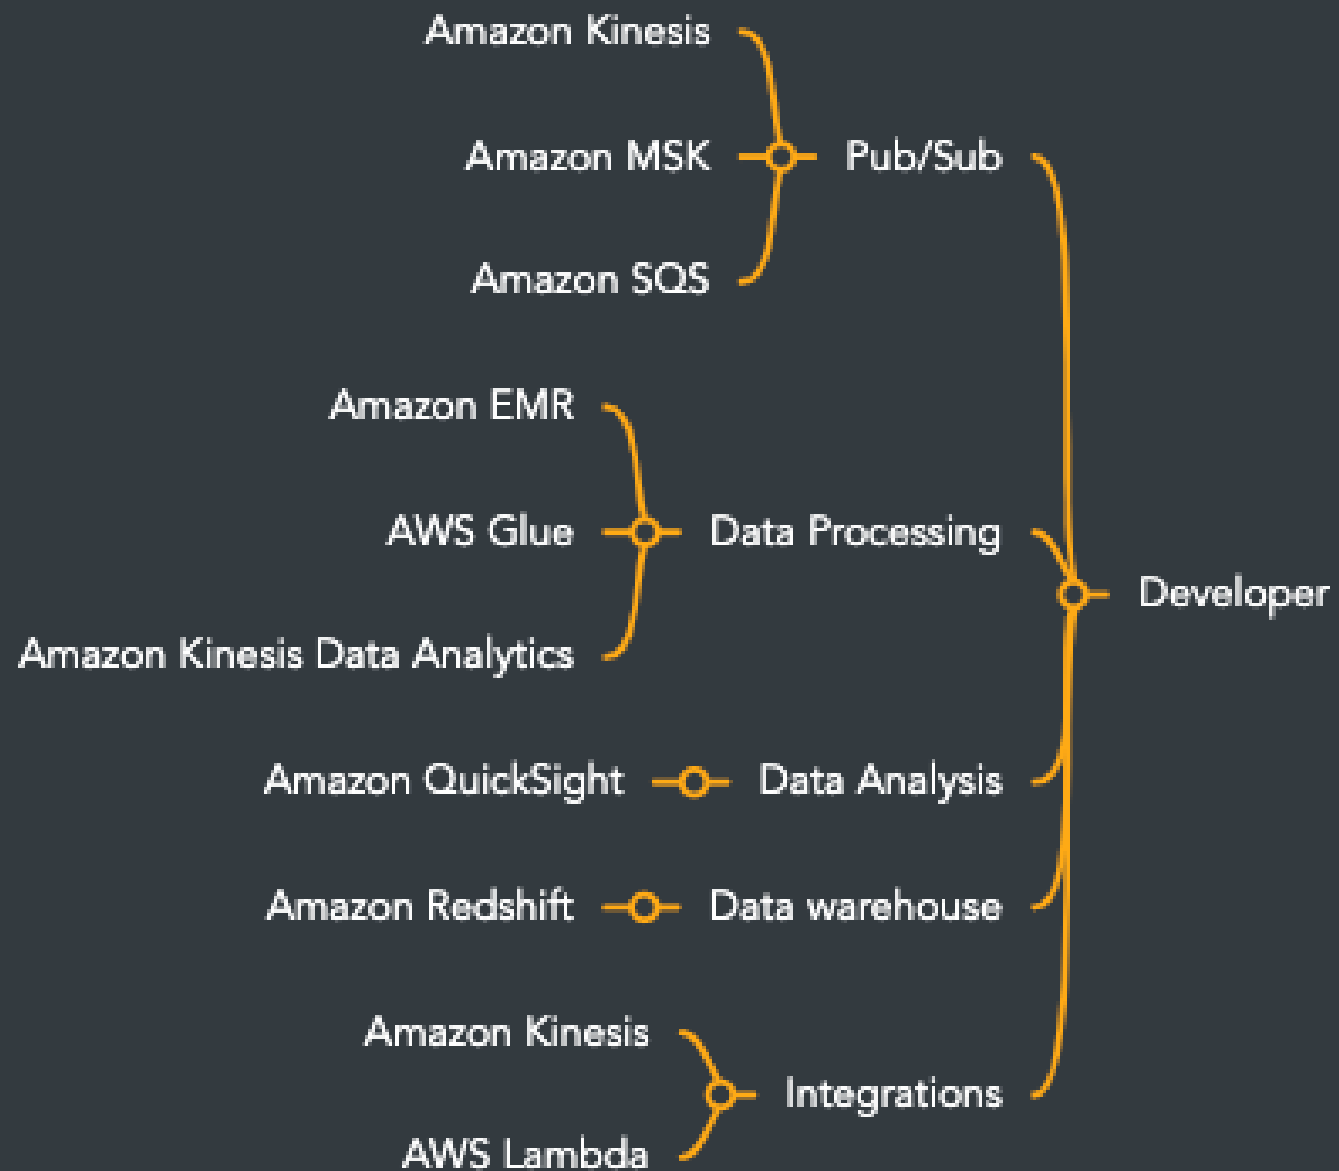 Amazon Kinesis
Amazon MSK
Pub/Sub
Amazon SQS
Amazon EMR
AWS Glue
Data Processing
Developer
Amazon Kinesis Data Analytics
Amazon QuickSight
Data Analysis
Amazon Redshift
Data warehouse
Amazon Kinesis
Integrations
AWS Lambda